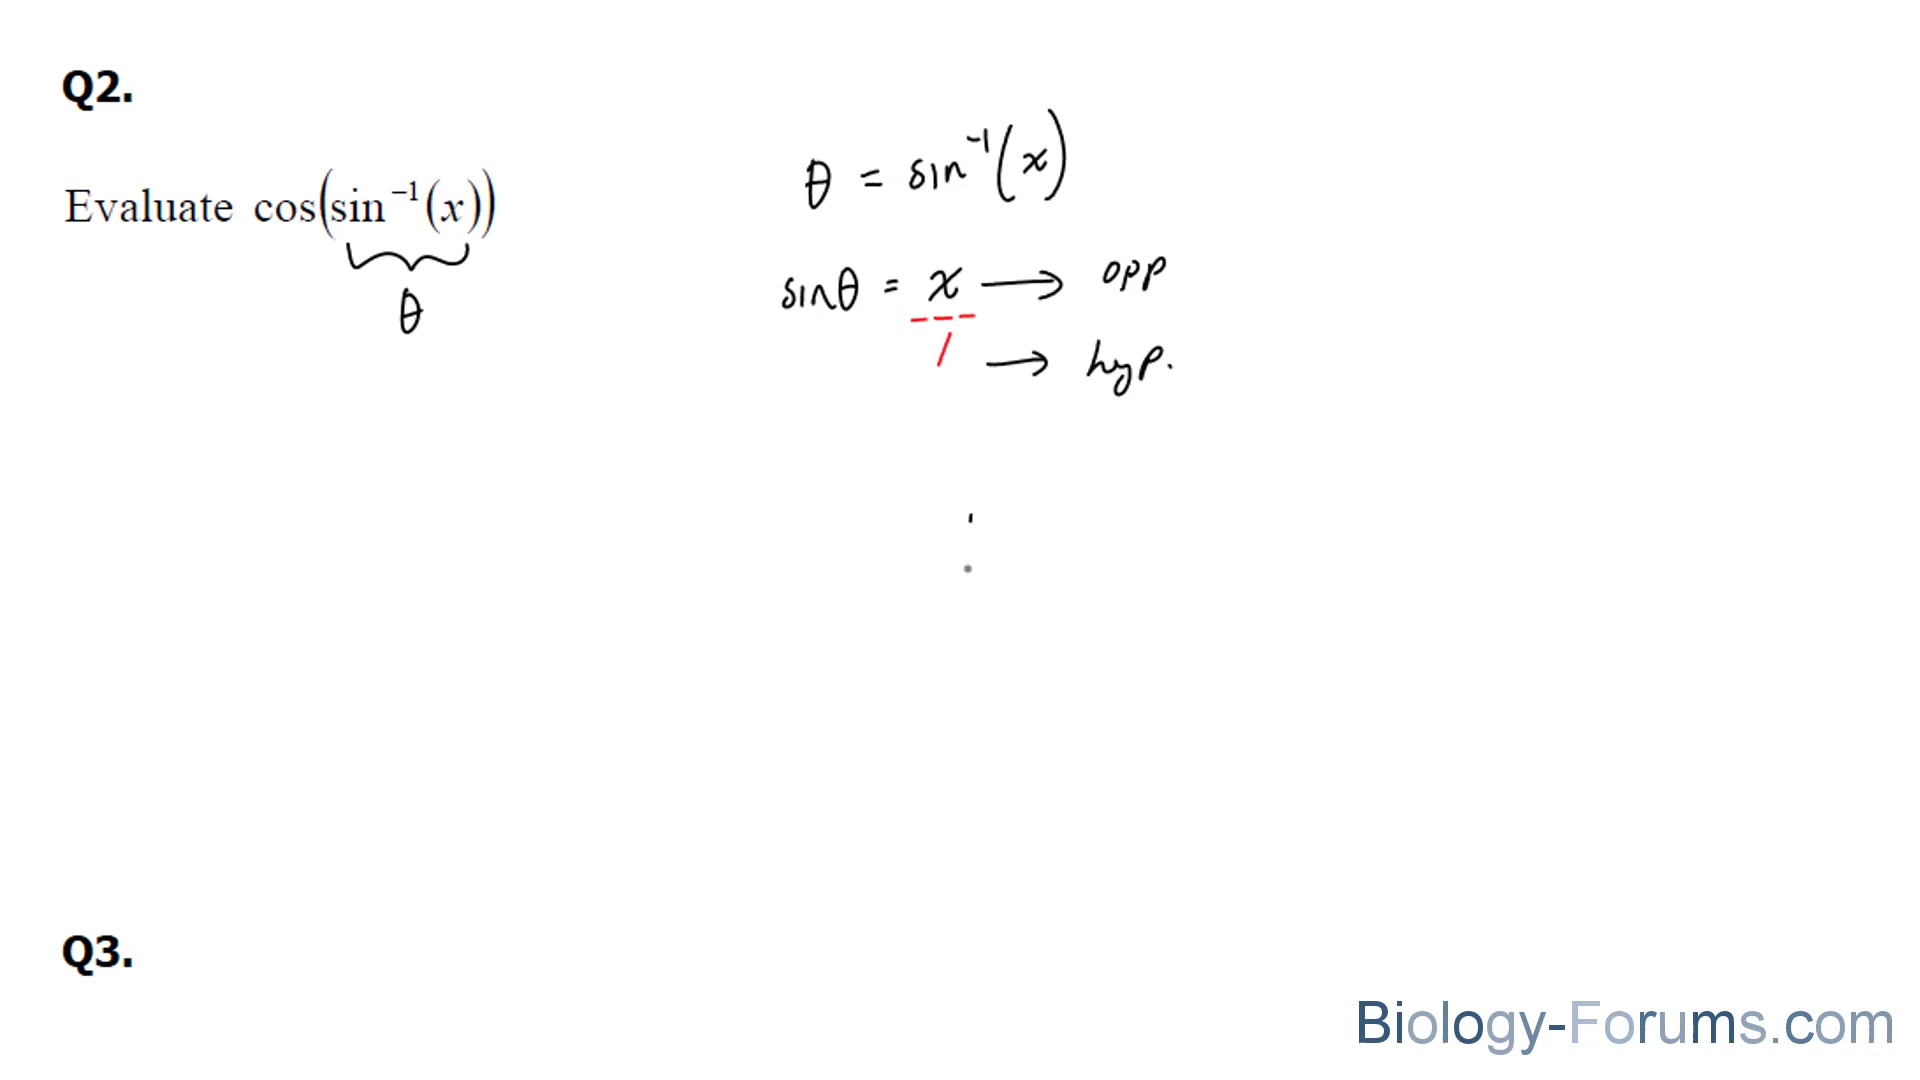 Q2.
Evaluate cos(sin⁻¹(x))
θ
θ = sin⁻¹(x)
sinθ = x → opp
1 → hyp.
Q3.
Biology-Forums.com